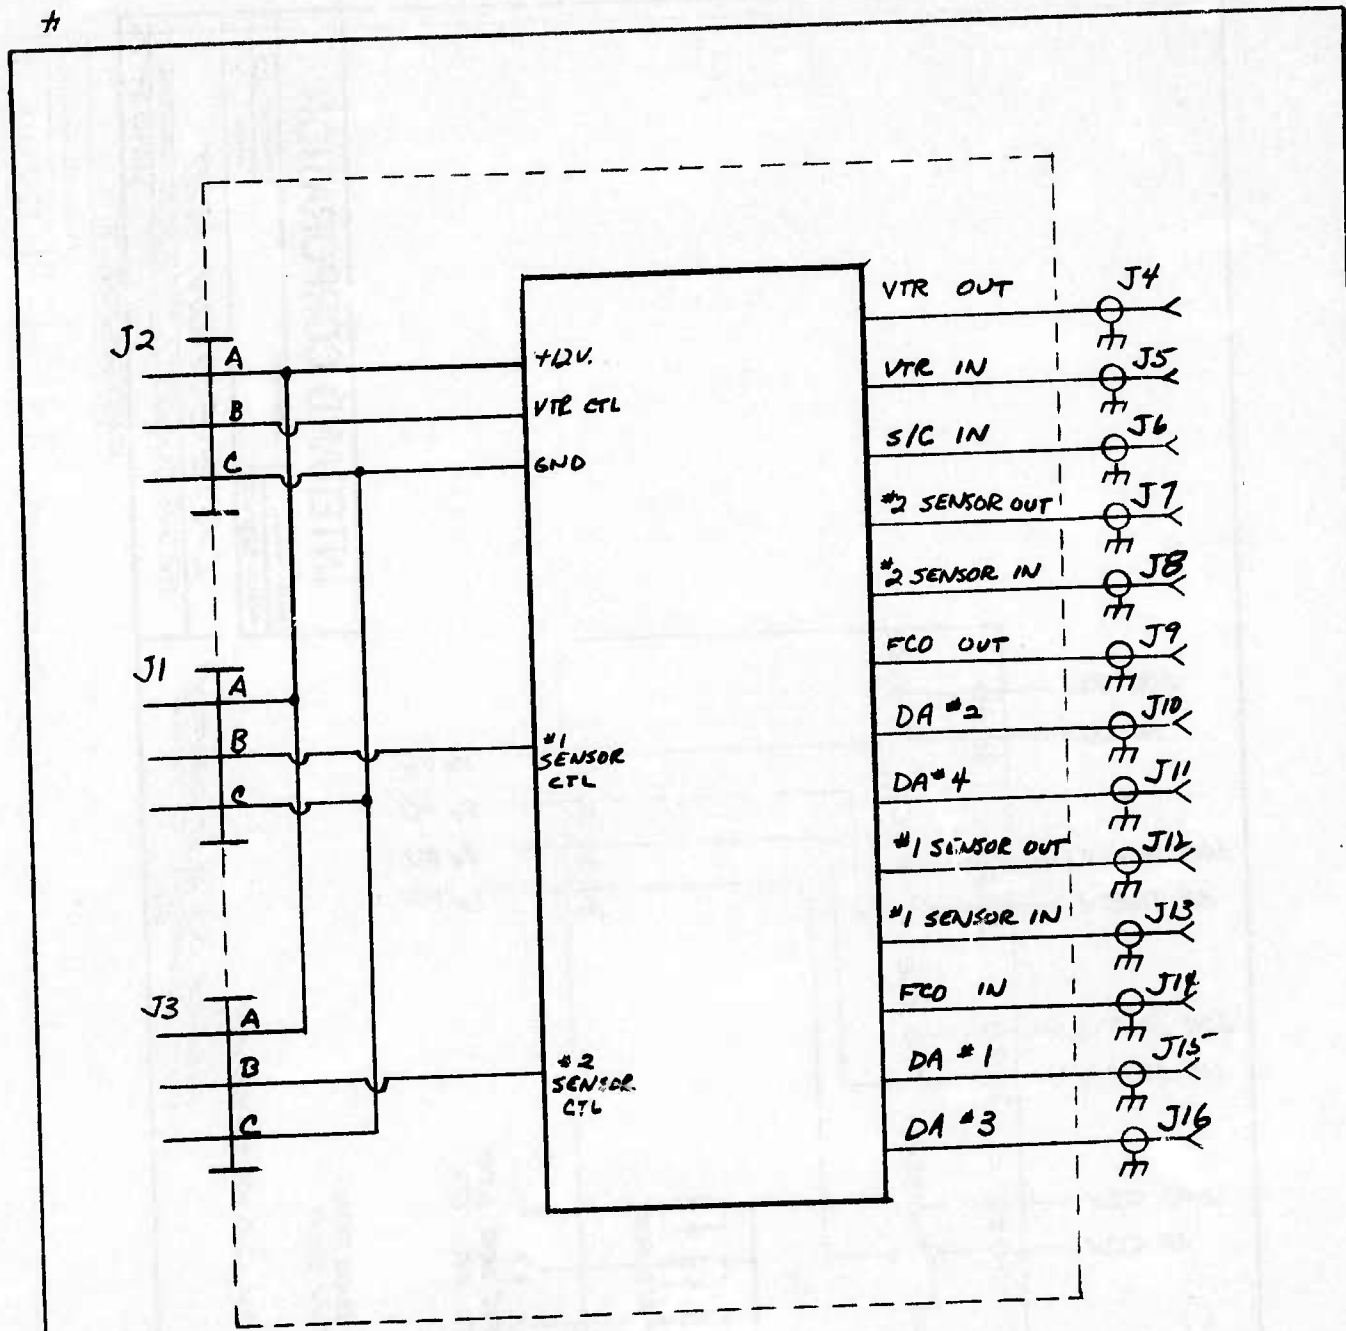 4
VTR OUT
J4
J2
A
+12V.
VTR IN
J5
B
VTR CTL
S/C IN
J6
C
GND
#2 SENSOR OUT
J7
#2 SENSOR IN
J8
FCO OUT
J9
J1
A
DA #2
J10
B
#1
SENSOR
CTL
DA #4
J11
C
#1 SENSOR OUT
J12
#1 SENSOR IN
J13
J3
A
FCO IN
J14
B
#2
SENSOR
CTL
DA #1
J15
C
DA #3
J16